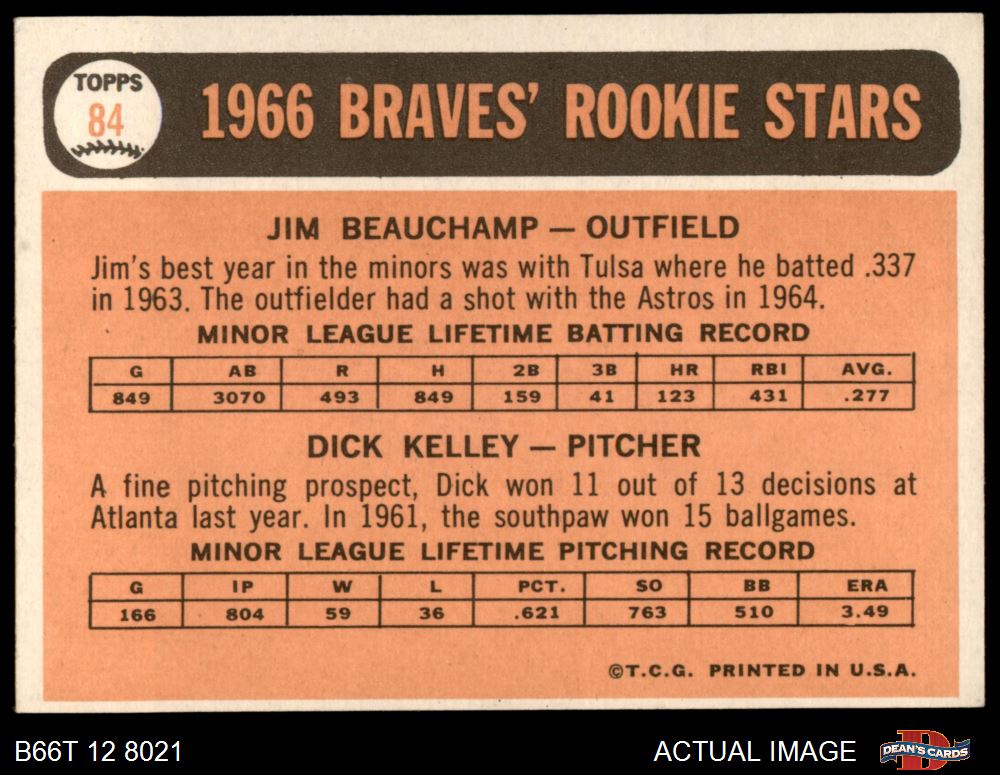 TOPPS
84
1966 BRAVES' ROOKIE STARS
JIM BEAUCHAMP — OUTFIELD
Jim's best year in the minors was with Tulsa where he batted .337
in 1963. The outfielder had a shot with the Astros in 1964.
MINOR LEAGUE LIFETIME BATTING RECORD
G AB R H 2B 3B HR RBI AVG.
849 3070 493 849 159 41 123 431 .277
DICK KELLEY — PITCHER
A fine pitching prospect, Dick won 11 out of 13 decisions at
Atlanta last year. In 1961, the southpaw won 15 ballgames.
MINOR LEAGUE LIFETIME PITCHING RECORD
G IP W L PCT. SO BB ERA
166 804 59 36 .621 763 510 3.49
©T.C.G. PRINTED IN U.S.A.
B66T 12 8021 ACTUAL IMAGE DEAN'S CARDS